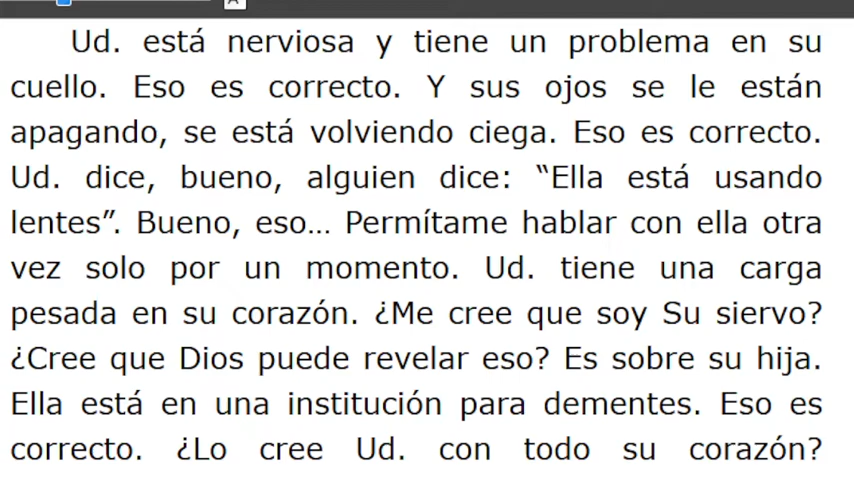 Ud. está nerviosa y tiene un problema en su
cuello. Eso es correcto. Y sus ojos se le están
apagando, se está volviendo ciega. Eso es correcto.
Ud. dice, bueno, alguien dice: “Ella está usando
lentes”. Bueno, eso... Permítame hablar con ella otra
vez solo por un momento. Ud. tiene una carga
pesada en su corazón. ¿Me cree que soy Su siervo?
¿Cree que Dios puede revelar eso? Es sobre su hija.
Ella está en una institución para dementes. Eso es
correcto. ¿Lo cree Ud. con todo su corazón?